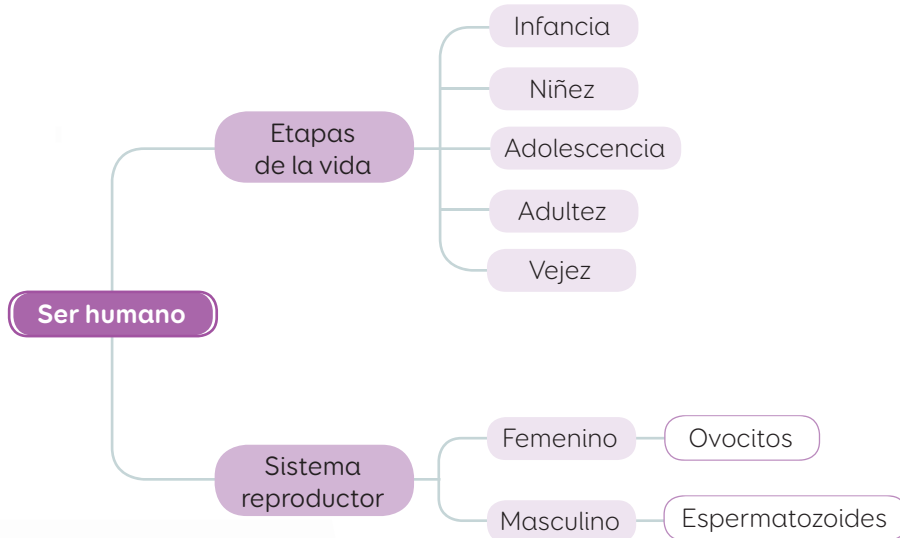 Ser humano
Etapas
de la vida
Infancia
Niñez
Adolescencia
Adultez
Vejez
Sistema
reproductor
Femenino
Ovocitos
Masculino
Espermatozoides